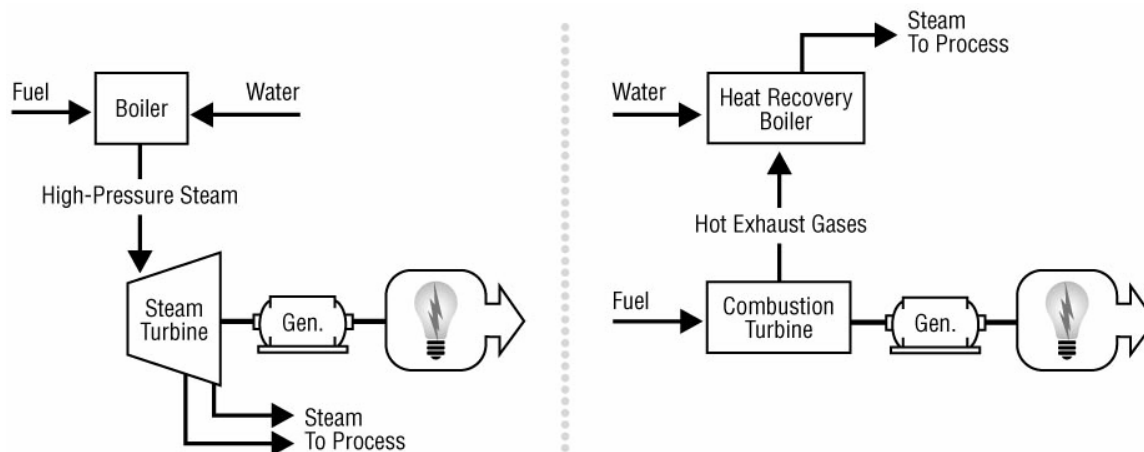 Fuel
Boiler
Water
High-Pressure Steam
Steam
Turbine
Gen.
Steam
To Process
Steam
To Process
Water
Heat Recovery
Boiler
Hot Exhaust Gases
Fuel
Combustion
Turbine
Gen.